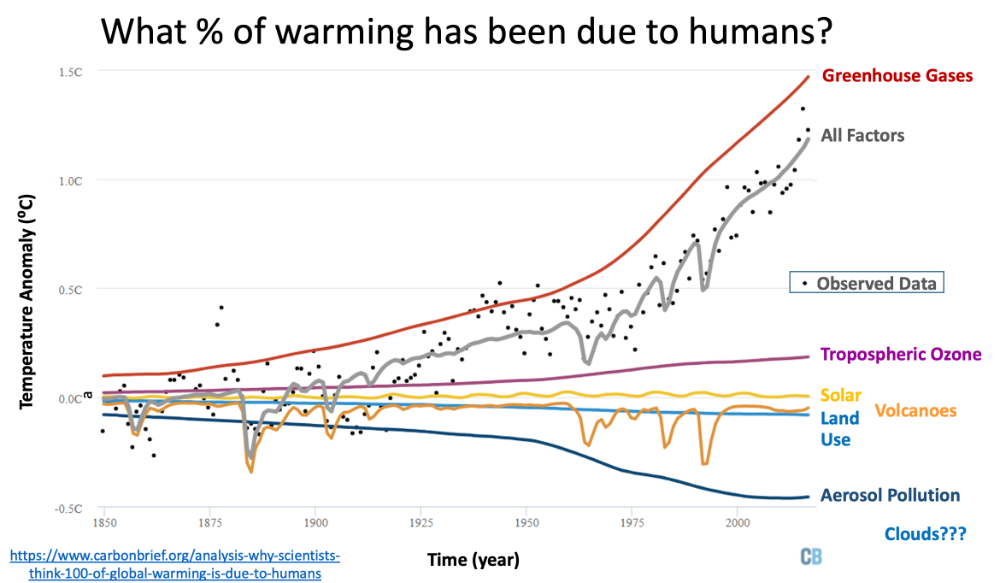 What % of warming has been due to humans?
1.5C
1.0C
0.5C
0.0C
-0.5C
Temperature Anomaly (⁰C)
a
Greenhouse Gases
All Factors
Observed Data
Tropospheric Ozone
Solar
Volcanoes
Land
Use
Aerosol Pollution
Clouds???
1850
1875
1900
1925
1950
1975
2000
Time (year)
https://www.carbonbrief.org/analysis-why-scientists-
think-100-of-global-warming-is-due-to-humans
CB